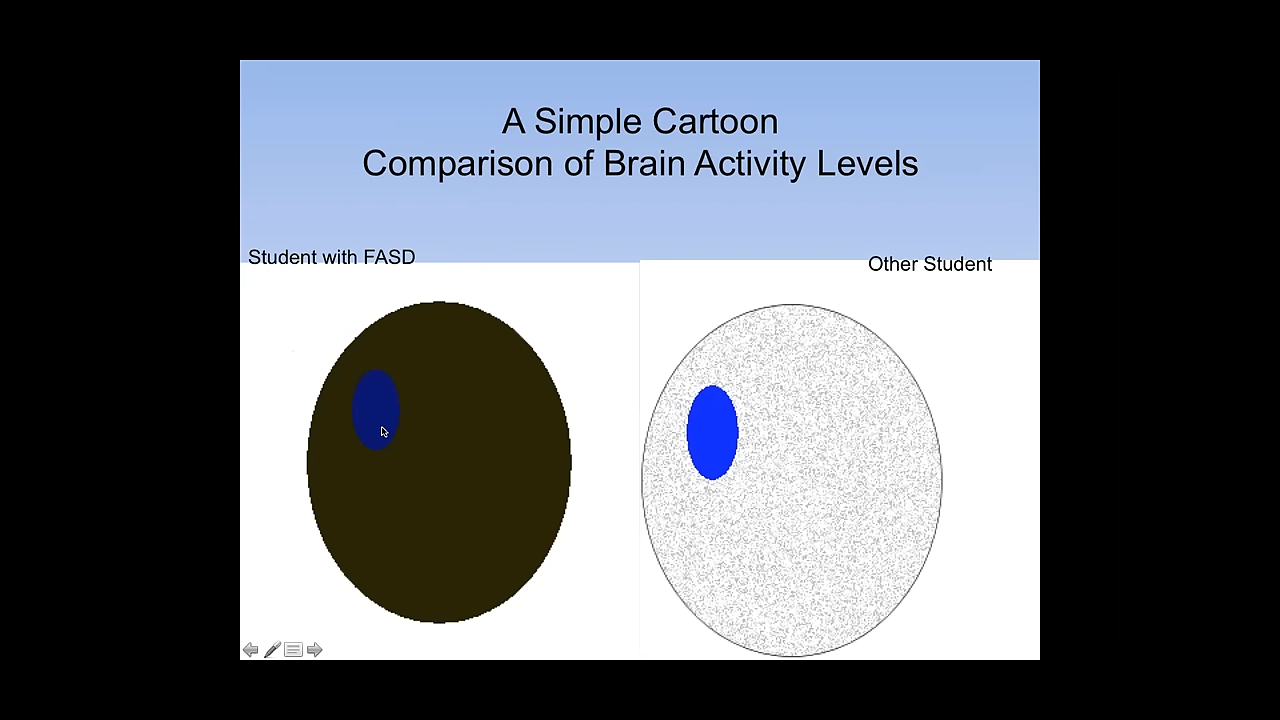 A Simple Cartoon
Comparison of Brain Activity Levels
Student with FASD
Other Student